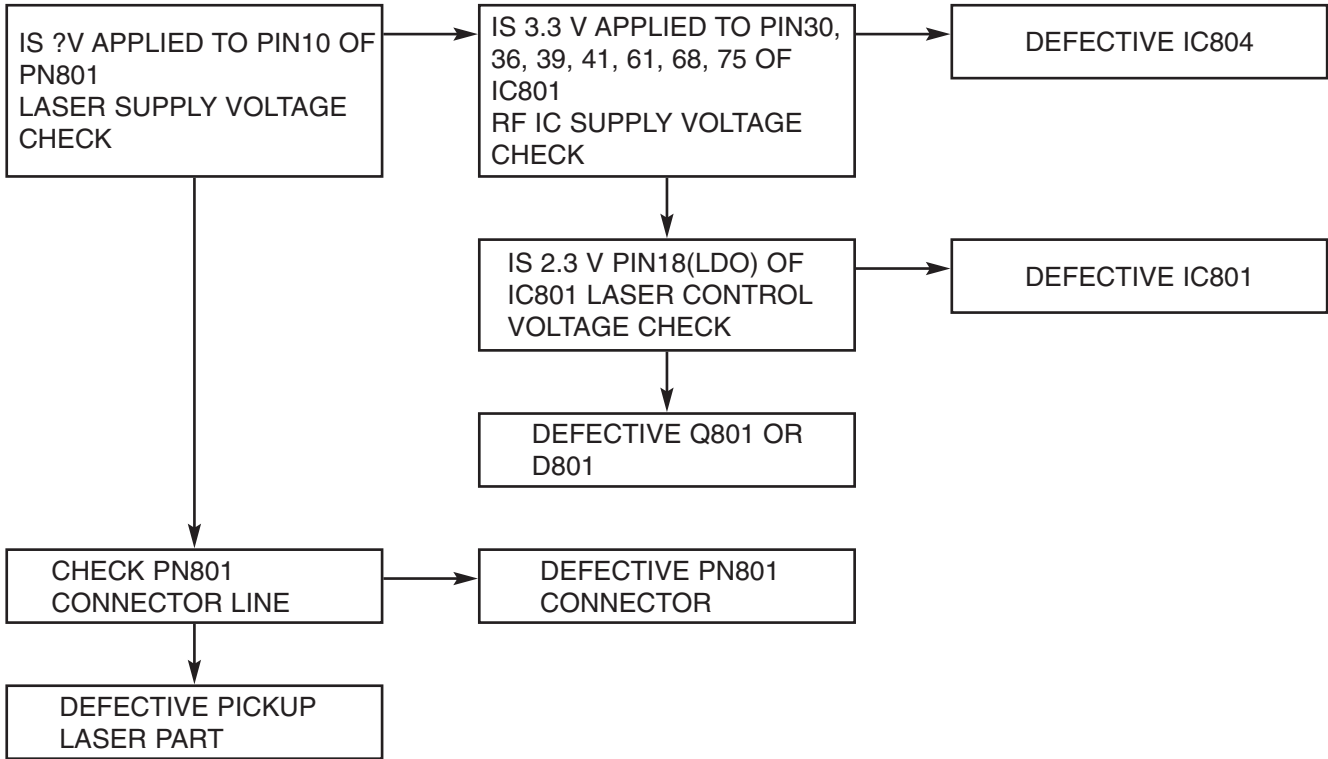 IS ?V APPLIED TO PIN10 OF
PN801
LASER SUPPLY VOLTAGE
CHECK
IS 3.3 V APPLIED TO PIN30,
36, 39, 41, 61, 68, 75 OF
IC801
RF IC SUPPLY VOLTAGE
CHECK
DEFECTIVE IC804
IS 2.3 V PIN18(LDO) OF
IC801 LASER CONTROL
VOLTAGE CHECK
DEFECTIVE IC801
DEFECTIVE Q801 OR
D801
CHECK PN801
CONNECTOR LINE
DEFECTIVE PN801
CONNECTOR
DEFECTIVE PICKUP
LASER PART